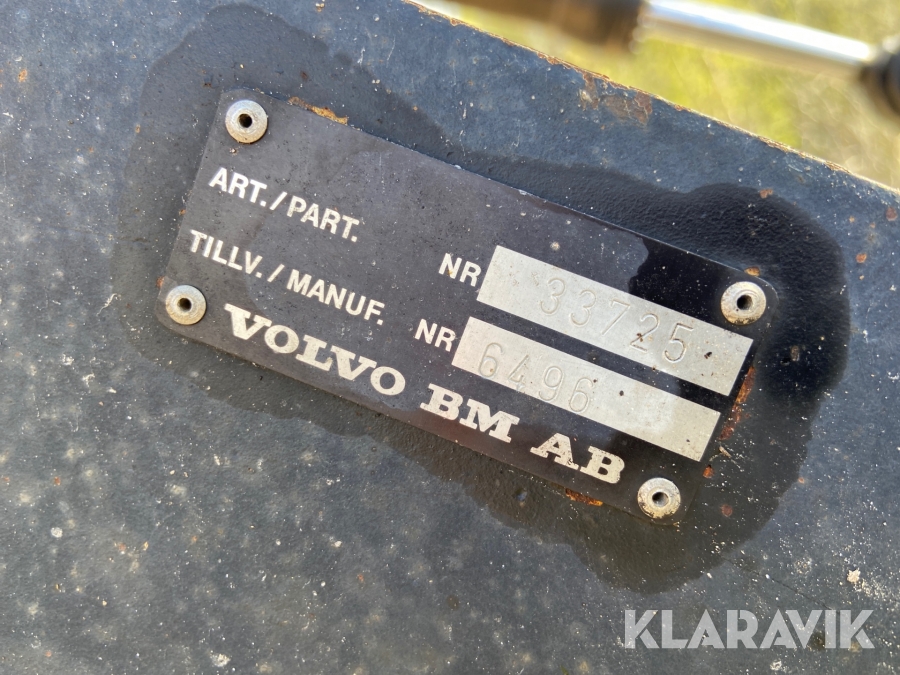 ART./PART. NR 33725
TILLV./MANUF. NR 6496
VOLVO BM AB
KLARAVIK